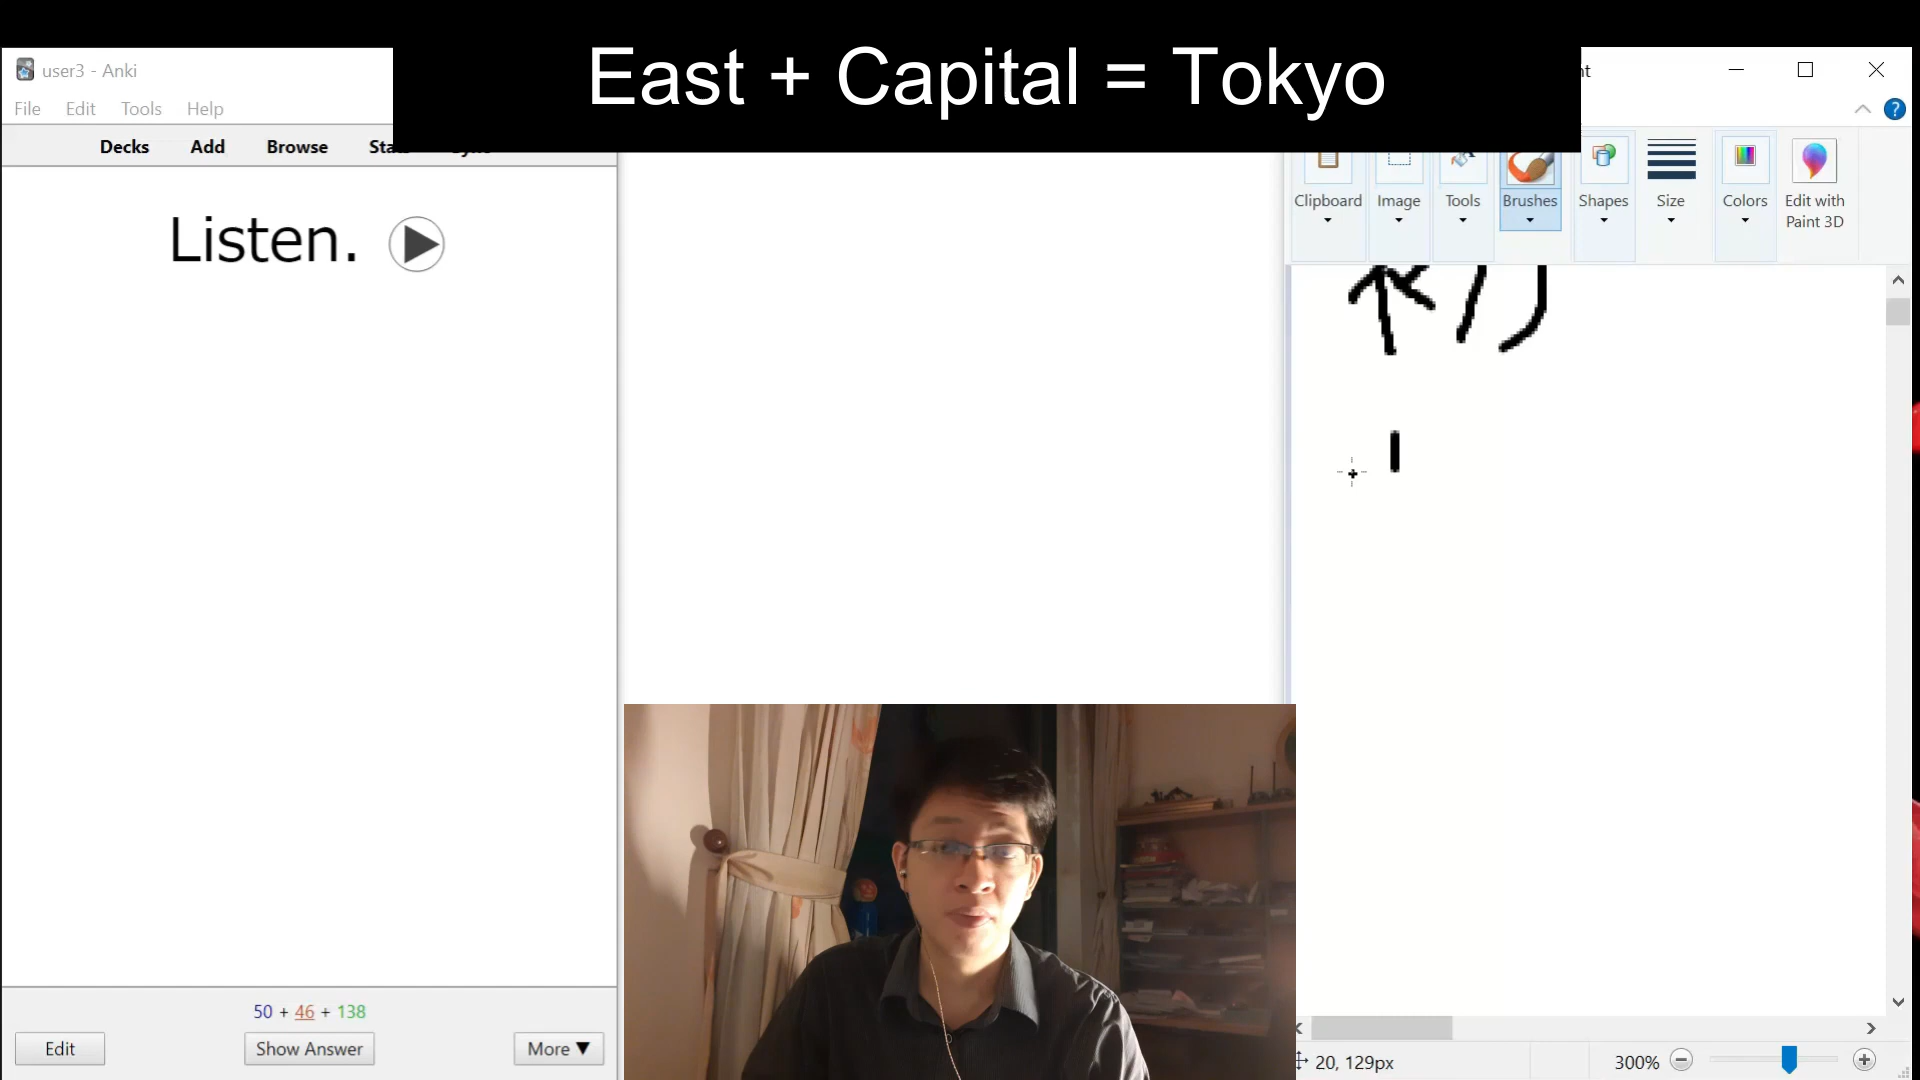 East + Capital = Tokyo
user3 - Anki
File Edit Tools Help
Decks Add Browse
Listen.
Clipboard Image Tools Brushes Shapes Size Colors Edit with
Paint 3D
50 + 46 + 138
Edit Show Answer More ▼
20, 129px 300%